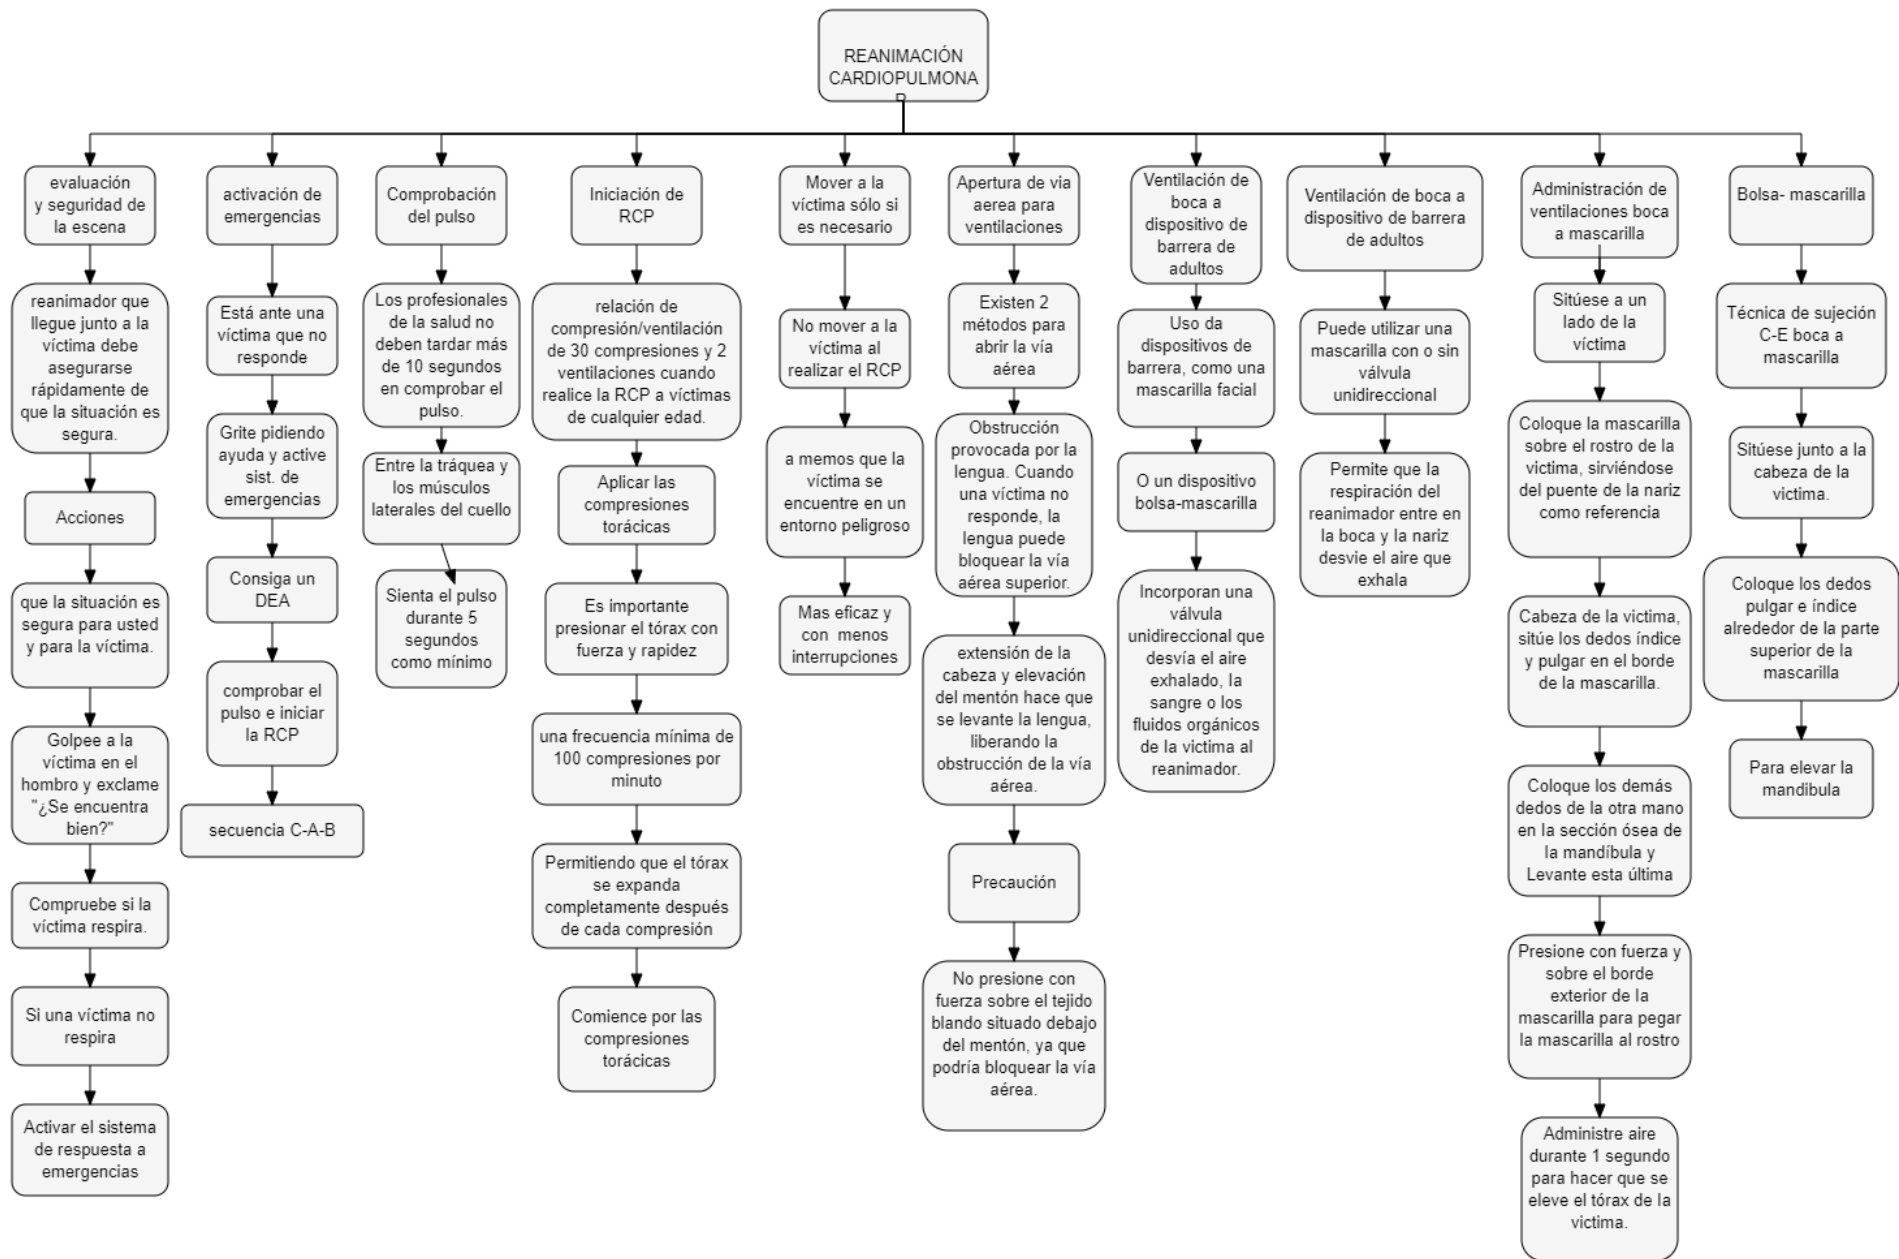 REANIMACIÓN
CARDIOPULMONA
R
evaluación
y seguridad de
la escena
reanimador que
llegue junto a la
víctima debe
asegurarse
rápidamente de
que la situación es
segura.
Acciones
que la situación es
segura para usted
y para la víctima.
Golpee a la
víctima en el
hombro y exclame
"¿Se encuentra
bien?"
Compruebe si la
víctima respira.
Si una víctima no
respira
Activar el sistema
de respuesta a
emergencias
activación de
emergencias
Está ante una
víctima que no
responde
Grite pidiendo
ayuda y active
sist. de
emergencias
Consiga un
DEA
comprobar el
pulso e iniciar
la RCP
secuencia C-A-B
Comprobación
del pulso
Los profesionales
de la salud no
deben tardar más
de 10 segundos
en comprobar el
pulso.
Entre la tráquea y
los músculos
laterales del cuello
Sienta el pulso
durante 5
segundos
como mínimo
Iniciación de
RCP
relación de
compresión/ventilación
de 30 compresiones y 2
ventilaciones cuando
realice la RCP a víctimas
de cualquier edad.
Aplicar las
compresiones
torácicas
Es importante
presionar el tórax con
fuerza y rapidez
una frecuencia mínima de
100 compresiones por
minuto
Permitiendo que el tórax
se expanda
completamente después
de cada compresión
Comience por las
compresiones
torácicas
Mover a la
víctima sólo si
es necesario
No mover a la
víctima al
realizar el RCP
a memos que la
víctima se
encuentre en un
entorno peligroso
Mas eficaz y
con menos
interrupciones
Apertura de via
aerea para
ventilaciones
Existen 2
métodos para
abrir la vía
aérea
Obstrucción
provocada por la
lengua. Cuando
una víctima no
responde, la
lengua puede
bloquear la vía
aérea superior.
extensión de la
cabeza y elevación
del mentón hace que
se levante la lengua,
liberando la
obstrucción de la vía
aérea.
Precaución
No presione con
fuerza sobre el tejido
blando situado debajo
del mentón, ya que
podría bloquear la vía
aérea.
Ventilación de
boca a
dispositivo de
barrera de
adultos
Uso da
dispositivos de
barrera, como una
mascarilla facial
O un dispositivo
bolsa-mascarilla
Incorporan una
válvula
unidireccional que
desvía el aire
exhalado, la
sangre o los
fluidos orgánicos
de la victima al
reanimador.
Ventilación de boca a
dispositivo de barrera
de adultos
Puede utilizar una
mascarilla con o sin
válvula
unidireccional
Permite que la
respiración del
reanimador entre en
la boca y la nariz
desvie el aire que
exhala
Administración de
ventilaciones boca
a mascarilla
Sitúese a un
lado de la
víctima
Coloque la mascarilla
sobre el rostro de la
victima, sirviéndose
del puente de la nariz
como referencia
Cabeza de la victima,
sitúe los dedos índice
y pulgar en el borde
de la mascarilla.
Coloque los demás
dedos de la otra mano
en la sección ósea de
la mandíbula y
Levante esta última
Presione con fuerza y
sobre el borde
exterior de la
mascarilla para pegar
la mascarilla al rostro
Administre aire
durante 1 segundo
para hacer que se
eleve el tórax de la
victima.
Bolsa- mascarilla
Técnica de sujeción
C-E boca a
mascarilla
Sitúese junto a la
cabeza de la
victima.
Coloque los dedos
pulgar e índice
alrededor de la parte
superior de la
mascarilla
Para elevar la
mandibula